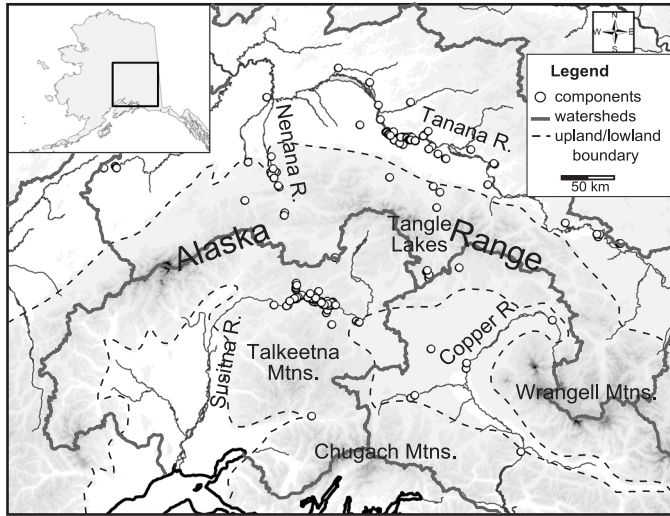 N
W E
S
Legend
components
watersheds
upland/lowland
boundary
50 km
Nenana R.
Tanana R.
Alaska
Range
Tangle
Lakes
Susitna R.
Talkeetna
Mtns.
Copper R.
Wrangell Mtns.
Chugach Mtns.